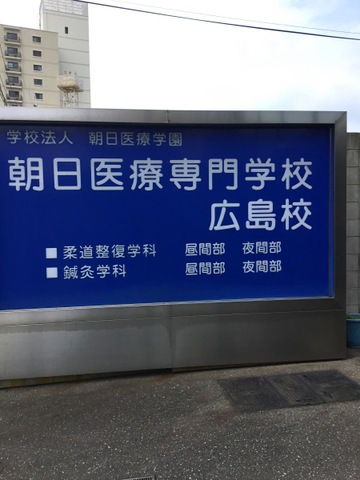 学校法人 朝日医療学園
朝日医療専門学校
広島校
■ 柔道整復学科 昼間部 夜間部
■ 鍼灸学科 昼間部 夜間部